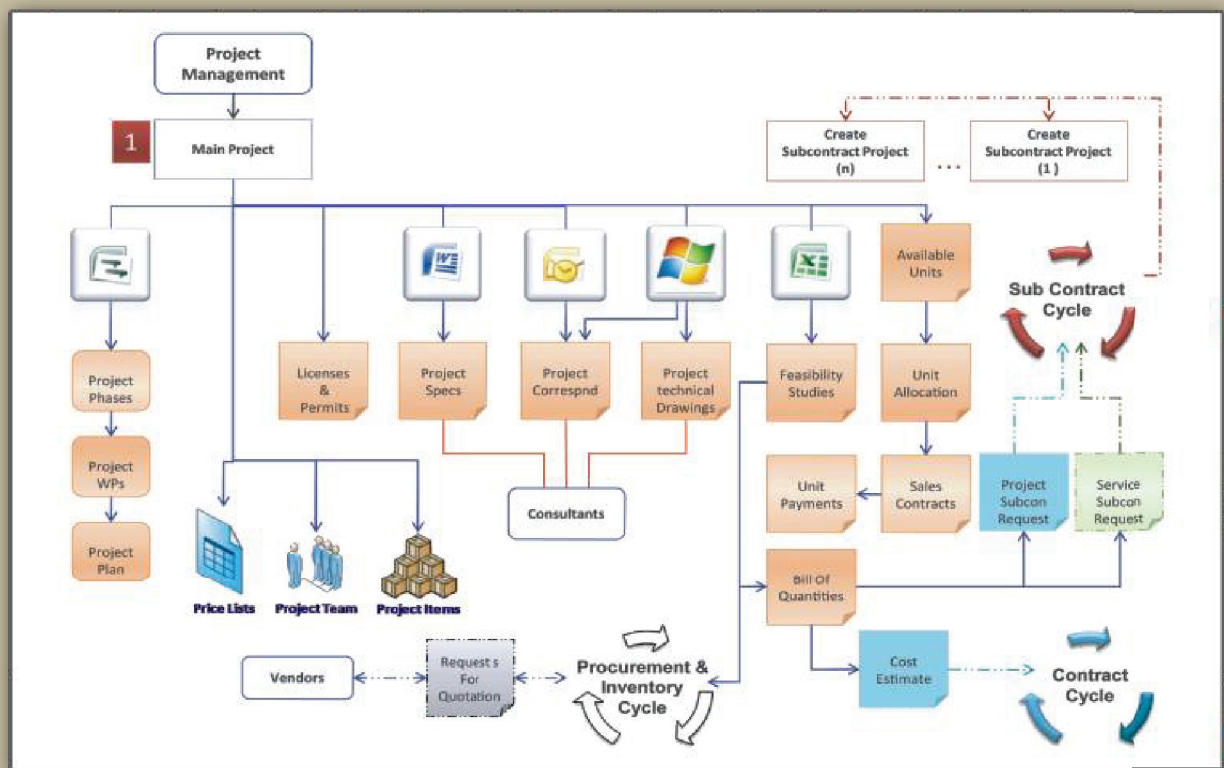 Project
Management
1
Main Project
Create
Subcontract Project
(n)
...
Create
Subcontract Project
(1 )
Available
Units
Sub Contract
Cycle
Project
Phases
Licenses
&
Permits
Project
Specs
Project
Correspnd
Project
technical
Drawings
Feasibility
Studies
Unit
Allocation
Project
WPs
Consultants
Unit
Payments
Sales
Contracts
Project
Subcon
Request
Service
Subcon
Request
Project
Plan
Price Lists
Project Team
Project Items
Bill Of
Quantities
Vendors
Request s
For
Quotation
Procurement &
Inventory
Cycle
Cost
Estimate
Contract
Cycle